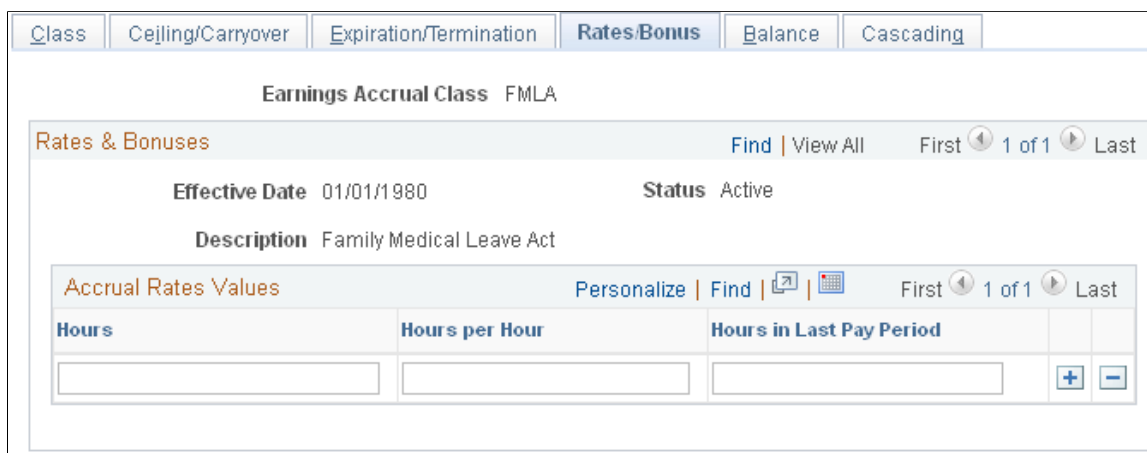 Class Ceiling/Carryover Expiration/Termination Rates/Bonus Balance Cascading
Earnings Accrual Class FMLA
Rates & Bonuses Find | View All First 1 of 1 Last
Effective Date 01/01/1980 Status Active
Description Family Medical Leave Act
Accrual Rates Values Personalize | Find | | First 1 of 1 Last
Hours Hours per Hour Hours in Last Pay Period